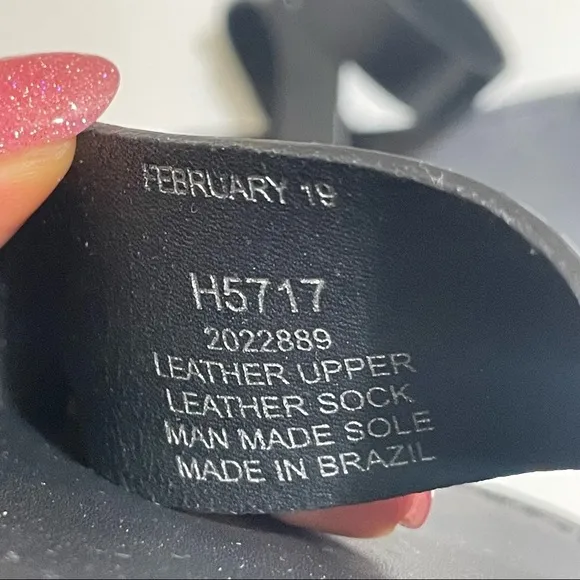 FEBRUARY 19
H5717
2022889
LEATHER UPPER
LEATHER SOCK
MAN MADE SOLE
MADE IN BRAZIL